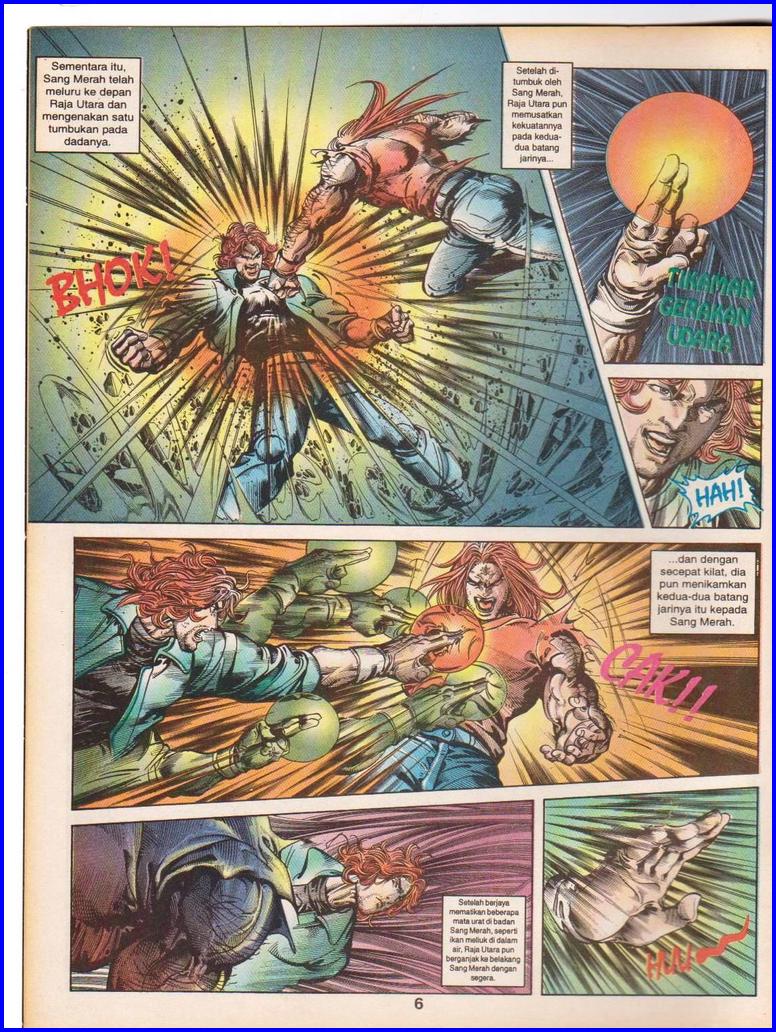 Sementara itu,
Sang Merah telah
meluru ke depan
Raja Utara dan
mengenakan satu
tumbukan pada
dadanya.
BHOK!
Setelah di-
tumbuk oleh
Sang Merah,
Raja Utara pun
memusatkan
kekuatannya
pada kedua-
dua batang
jarinya...
TIKAMAN
GERAKAN
UDARA
HAH!
...dan dengan
secepat kilat, dia
pun menikamkan
kedua-dua batang
jarinya itu kepada
Sang Merah.
CAK!!
Setelah berjaya
mematikan beberapa
mata urat di badan
Sang Merah, seperti
ikan meliuk di dalam
air, Raja Utara pun
berganjak ke belakang
Sang Merah dengan
segera.
HUU
6